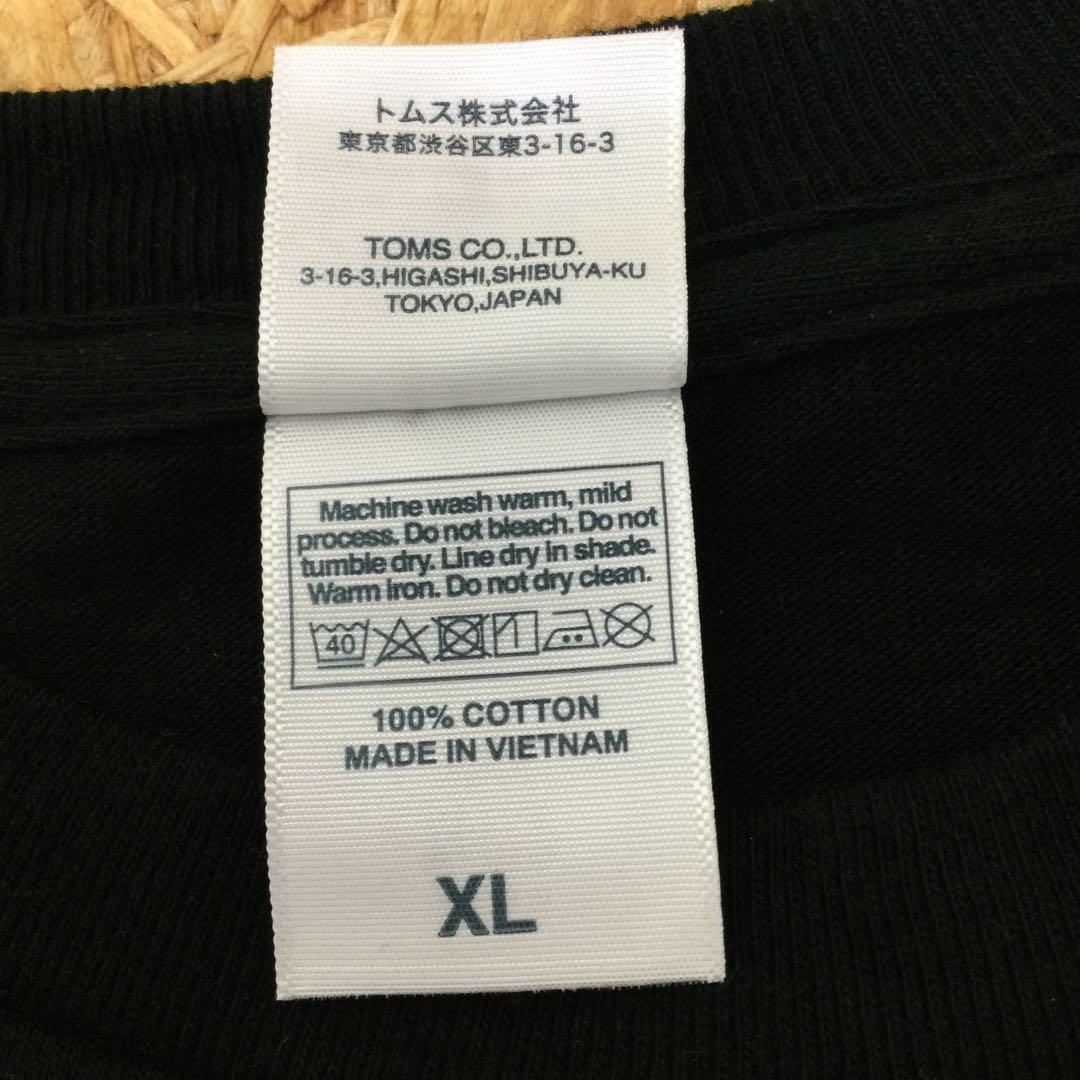 トムス株式会社
東京都渋谷区東3-16-3
TOMS CO.,LTD.
3-16-3,HIGASHI,SHIBUYA-KU
TOKYO,JAPAN
Machine wash warm, mild
process. Do not bleach. Do not
tumble dry. Line dry in shade.
Warm iron. Do not dry clean.
40
100% COTTON
MADE IN VIETNAM
XL